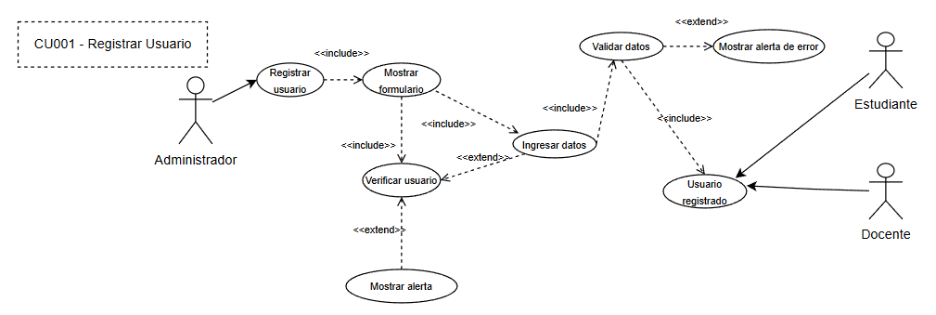 CU001 - Registrar Usuario
Administrador
Registrar
usuario
<<include>>
Mostrar
formulario
<<include>>
<<include>>
Verificar usuario
<<extend>>
Ingresar datos
<<extend>>
Mostrar alerta
<<include>>
Validar datos
<<extend>>
Mostrar alerta de error
<<include>>
Usuario
registrado
Estudiante
Docente